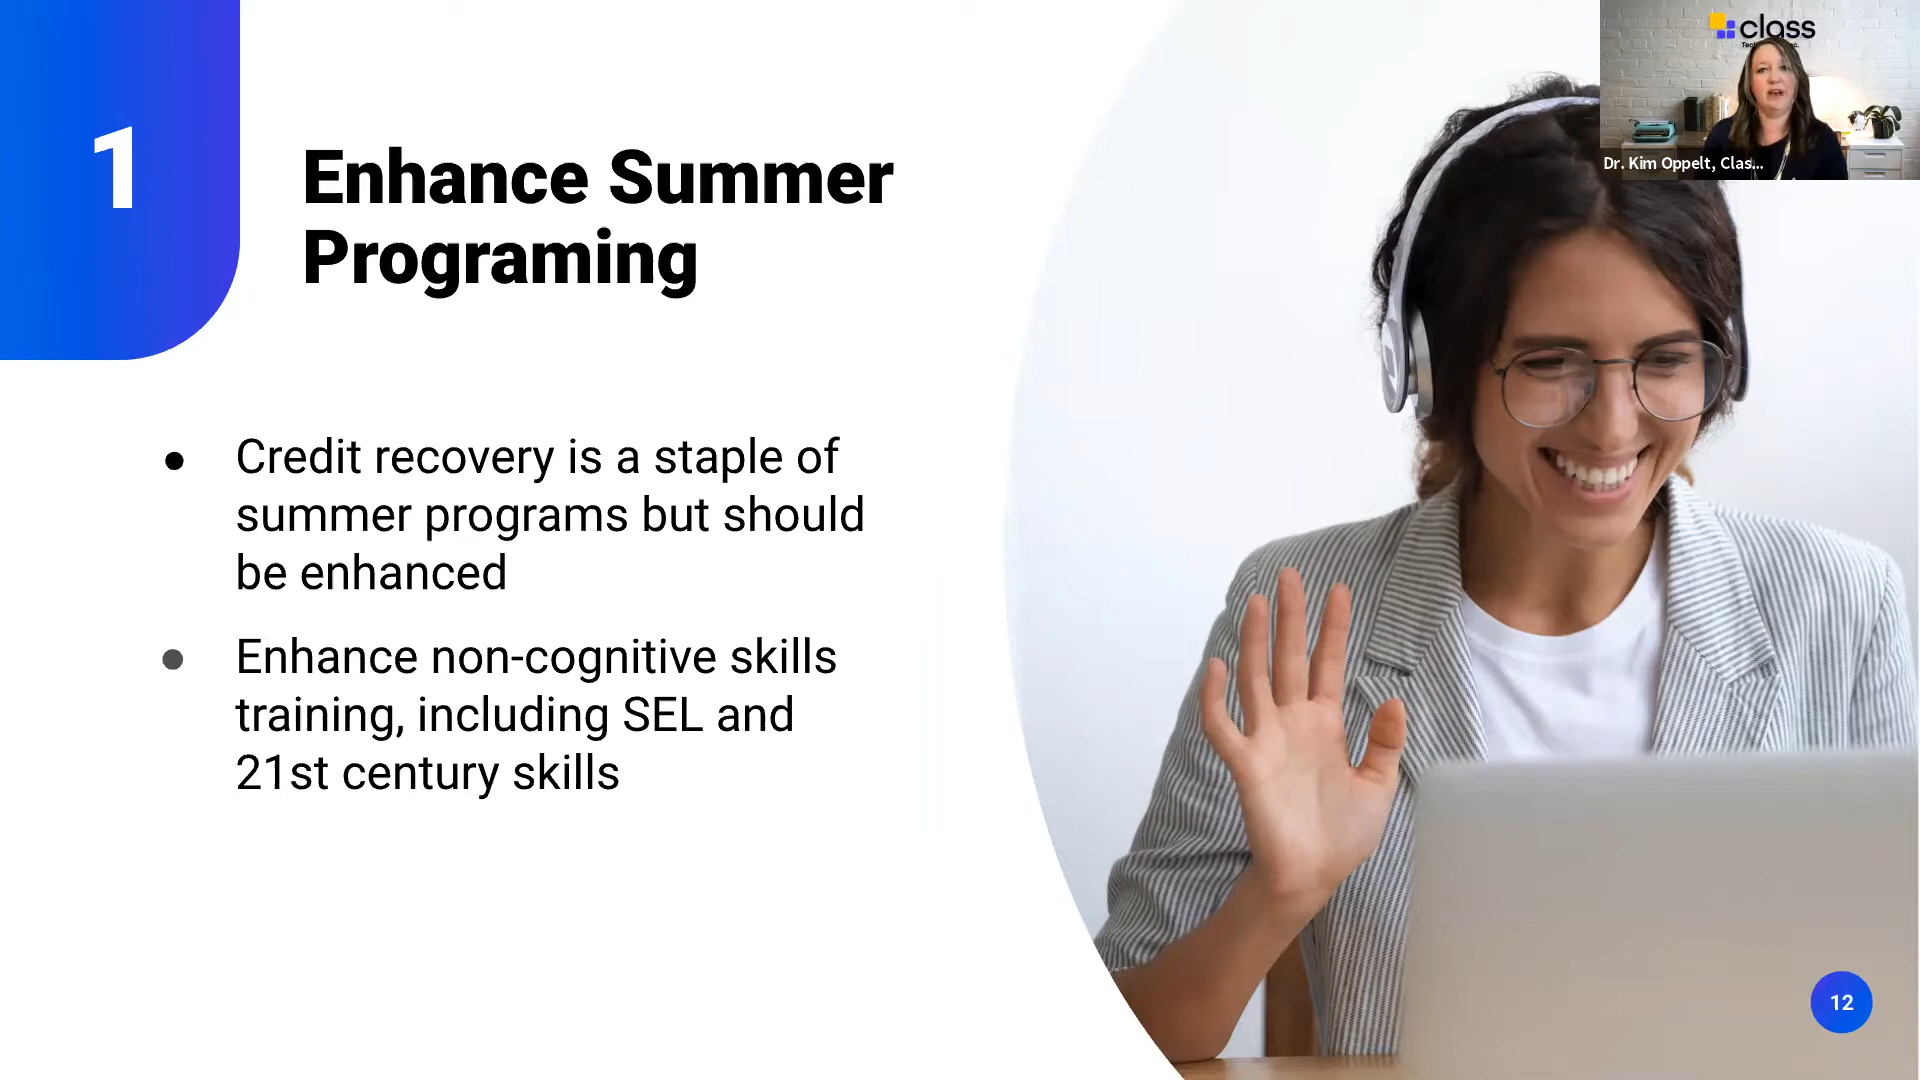 1
Enhance Summer
Programing
• Credit recovery is a staple of
summer programs but should
be enhanced
• Enhance non-cognitive skills
training, including SEL and
21st century skills
class
Dr. Kim Oppelt, Clas...
12